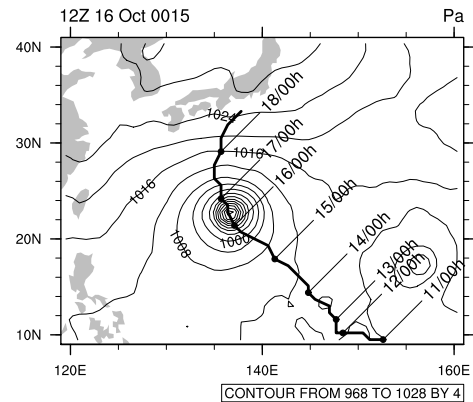 12Z 16 Oct 0015 Pa
40N
30N
20N
10N
120E 140E 160E
1024
18/00h
17/00h
1016
16/00h
1016
15/00h
1008
1000
14/00h
13/00h
12/00h
11/00h
CONTOUR FROM 968 TO 1028 BY 4